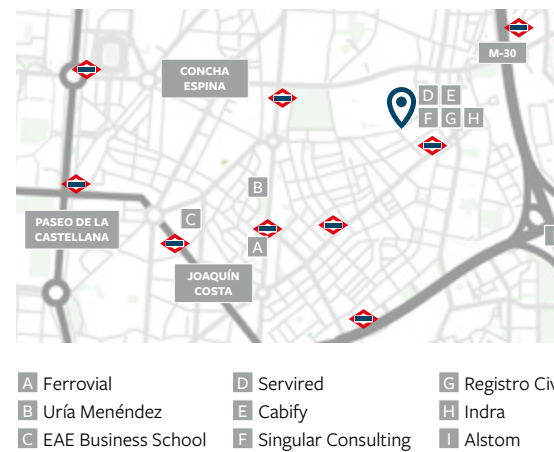 M-30
CONCHA
ESPINA
D E
F G H
B
C
PASEO DE LA
CASTELLANA
A
JOAQUÍN
COSTA
A Ferrovial
B Uría Menéndez
C EAE Business School
D Servired
E Cabify
F Singular Consulting
G Registro Civ
H Indra
I Alstom